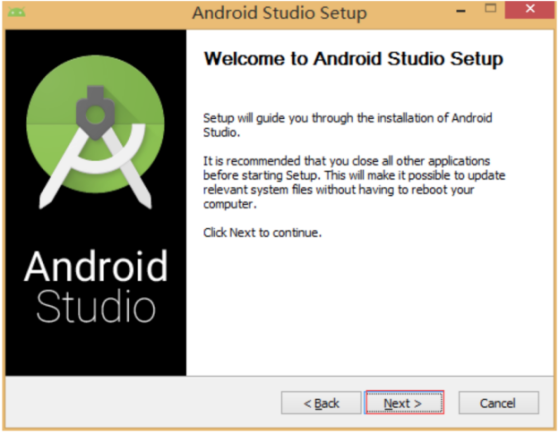 Android Studio Setup
Welcome to Android Studio Setup
Setup will guide you through the installation of Android
Studio.
It is recommended that you close all other applications
before starting Setup. This will make it possible to update
relevant system files without having to reboot your
computer.
Click Next to continue.
Android
Studio
< Back
Next >
Cancel